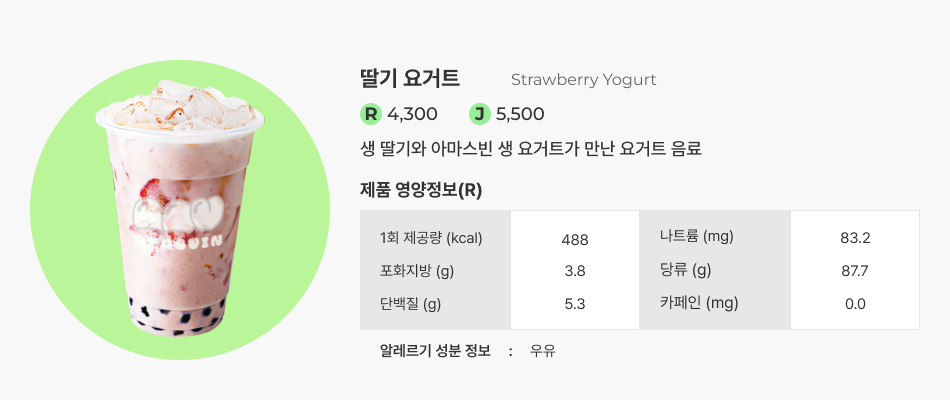 딸기 요거트 Strawberry Yogurt
R 4,300 J 5,500
생 딸기와 아마스빈 생 요거트가 만난 요거트 음료
제품 영양정보(R)
1회 제공량 (kcal) 488 나트륨 (mg) 83.2
포화지방 (g) 3.8 당류 (g) 87.7
단백질 (g) 5.3 카페인 (mg) 0.0
알레르기 성분 정보 : 우유